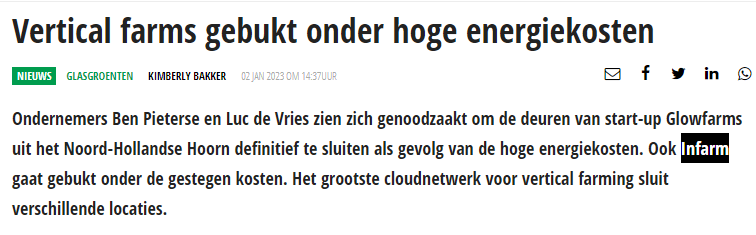 Vertical farms gebukt onder hoge energiekosten
NIEUWS GLASGROENTEN KIMBERLY BAKKER 02 JAN 2023 OM 14:37UUR
Ondernemers Ben Pieterse en Luc de Vries zien zich genoodzaakt om de deuren van start-up Glowfarms
uit het Noord-Hollandse Hoorn definitief te sluiten als gevolg van de hoge energiekosten. Ook Infarm
gaat gebukt onder de gestegen kosten. Het grootste cloudnetwerk voor vertical farming sluit
verschillende locaties.